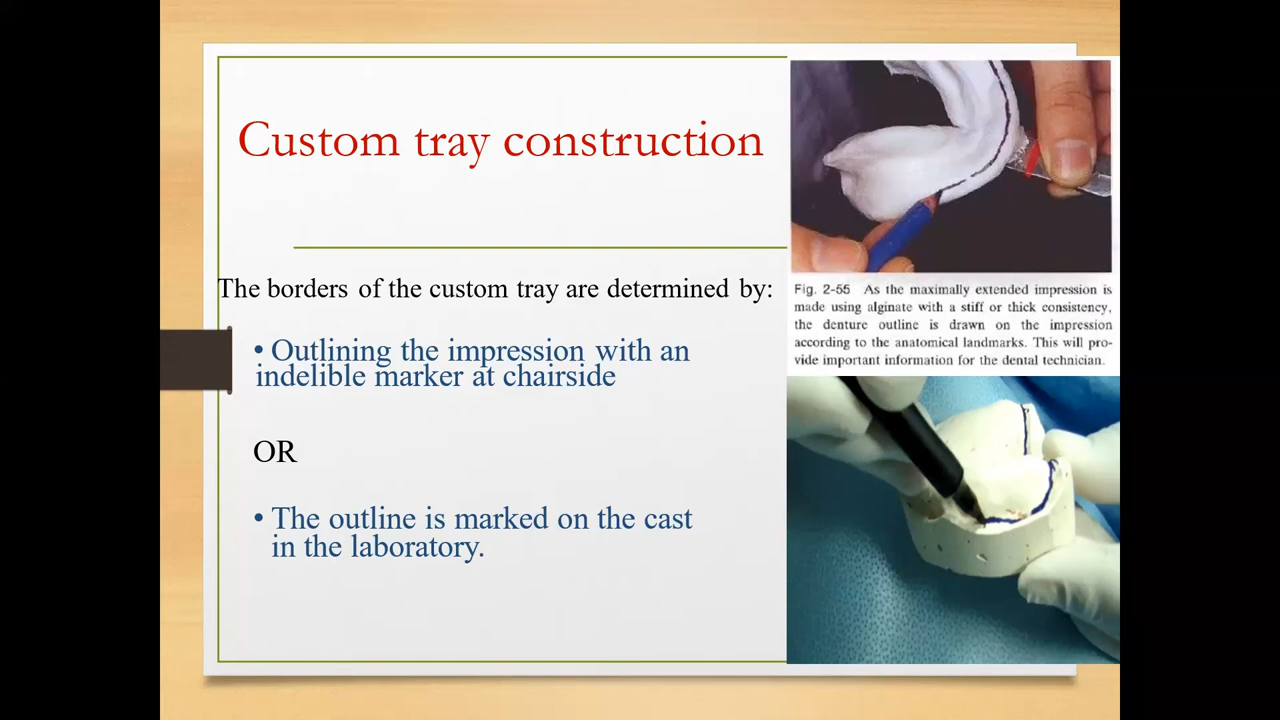 Custom tray construction
The borders of the custom tray are determined by:
• Outlining the impression with an
indelible marker at chairside
OR
• The outline is marked on the cast
in the laboratory.
Fig. 2-55 As the maximally extended impression is
made using alginate with a stiff or thick consistency,
the denture outline is drawn on the impression
according to the anatomical landmarks. This will pro-
vide important information for the dental technician.